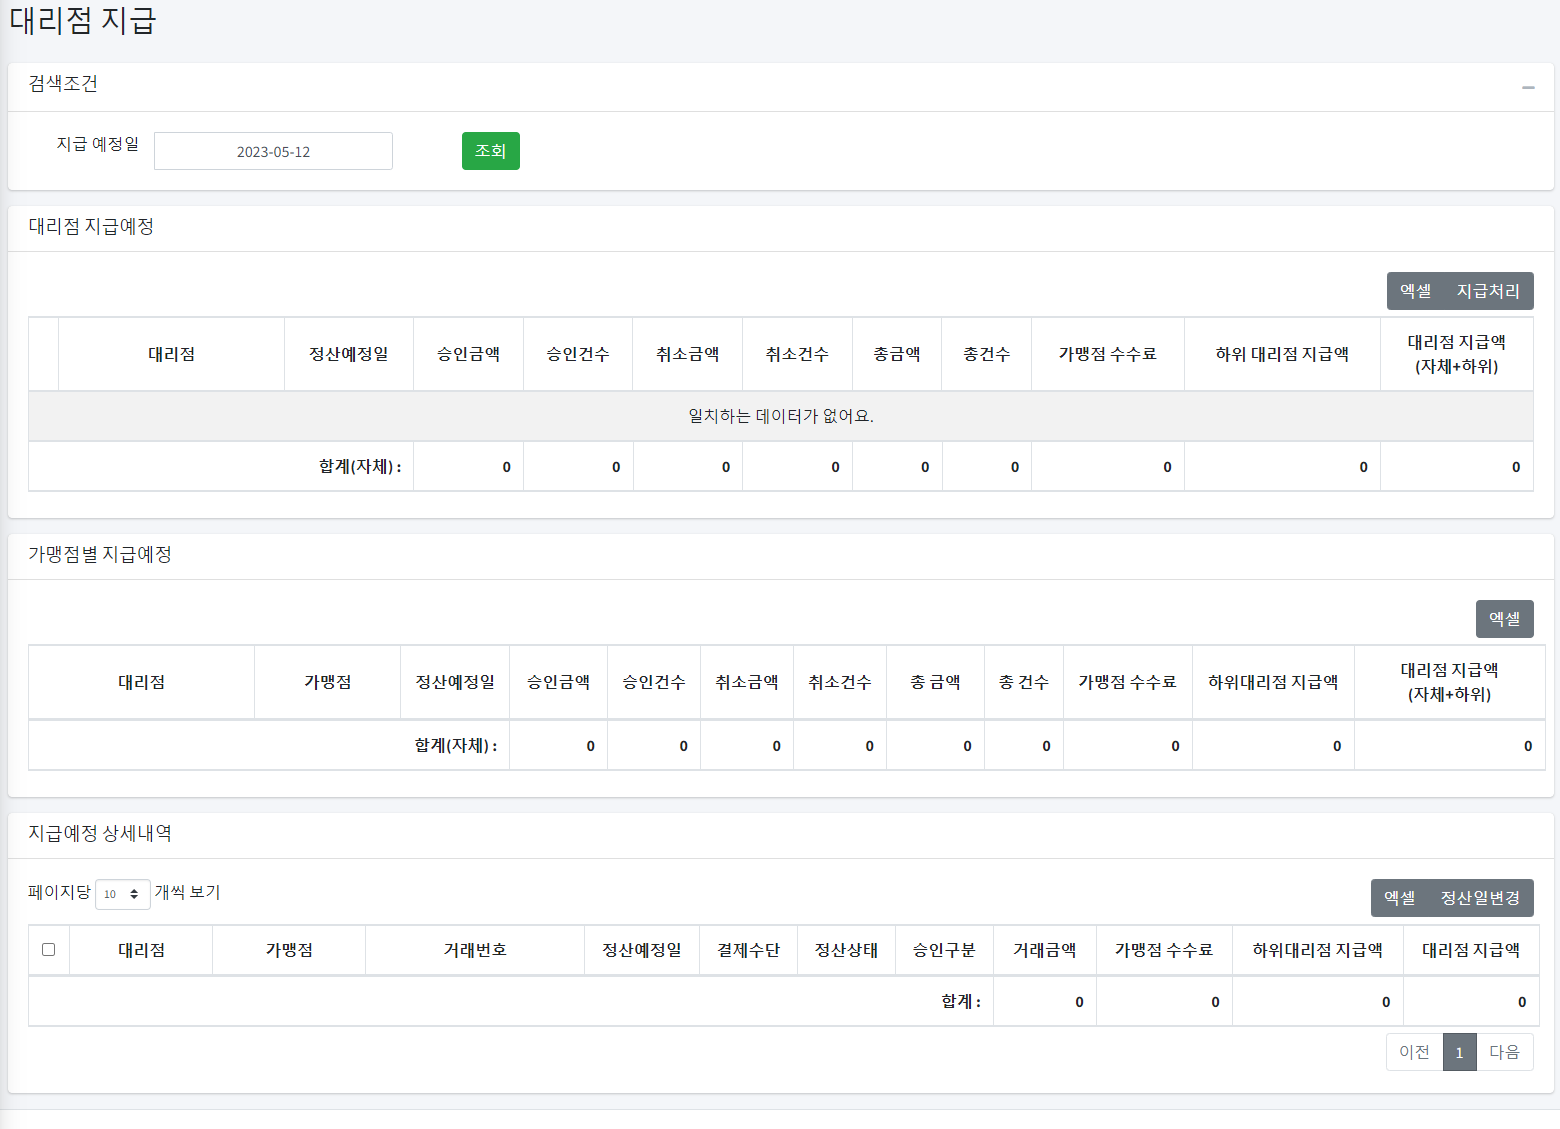 대리점 지급
검색조건
지급 예정일 2023-05-12 조회
대리점 지급예정
엑셀 지급처리
대리점 정산예정일 승인금액 승인건수 취소금액 취소건수 총금액 총건수 가맹점 수수료 하위 대리점 지급액 대리점 지급액
(자체+하위)
일치하는 데이터가 없어요.
합계(자체) : 0 0 0 0 0 0 0 0 0
가맹점별 지급예정
엑셀
대리점 가맹점 정산예정일 승인금액 승인건수 취소금액 취소건수 총 금액 총 건수 가맹점 수수료 하위대리점 지급액 대리점 지급액
(자체+하위)
합계(자체) : 0 0 0 0 0 0 0 0 0
지급예정 상세내역
페이지당 10 개씩 보기 엑셀 정산일변경
대리점 가맹점 거래번호 정산예정일 결제수단 정산상태 승인구분 거래금액 가맹점 수수료 하위대리점 지급액 대리점 지급액
합계 : 0 0 0 0
이전 1 다음